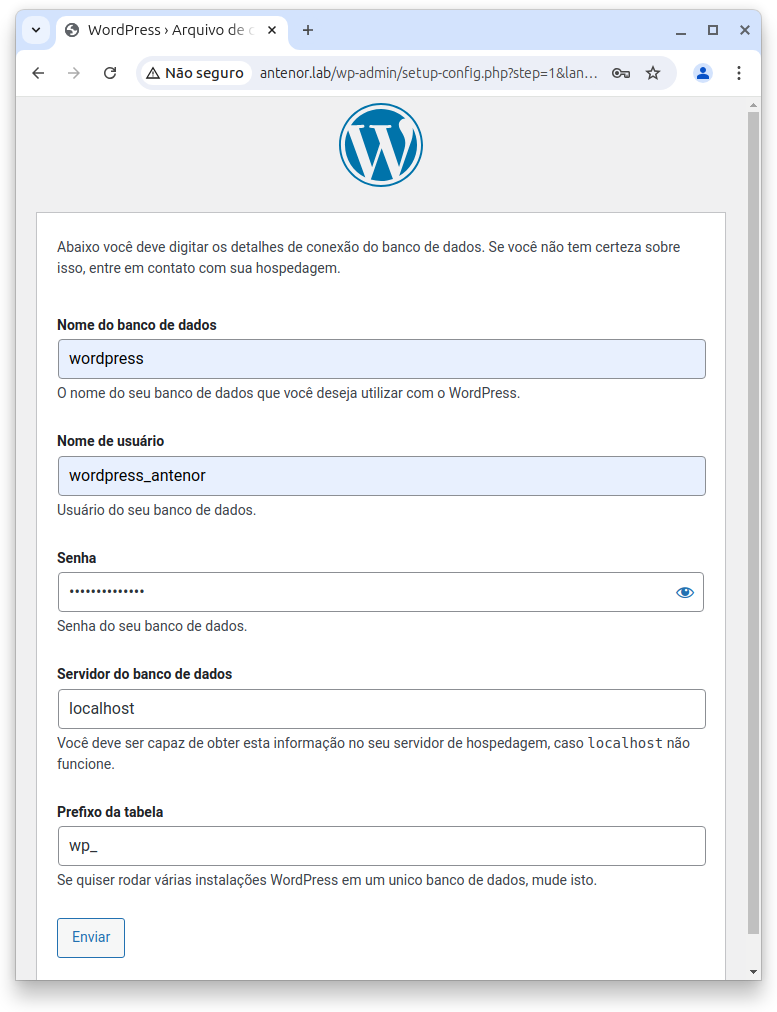 WordPress › Arquivo de c
Não seguro
antenor.lab/wp-admin/setup-config.php?step=1&lan...
Abaixo você deve digitar os detalhes de conexão do banco de dados. Se você não tem certeza sobre
isso, entre em contato com sua hospedagem.
Nome do banco de dados
wordpress
O nome do seu banco de dados que você deseja utilizar com o WordPress.
Nome de usuário
wordpress_antenor
Usuário do seu banco de dados.
Senha
••••••••••••••
Senha do seu banco de dados.
Servidor do banco de dados
localhost
Você deve ser capaz de obter esta informação no seu servidor de hospedagem, caso localhost não
funcione.
Prefixo da tabela
wp_
Se quiser rodar várias instalações WordPress em um unico banco de dados, mude isto.
Enviar